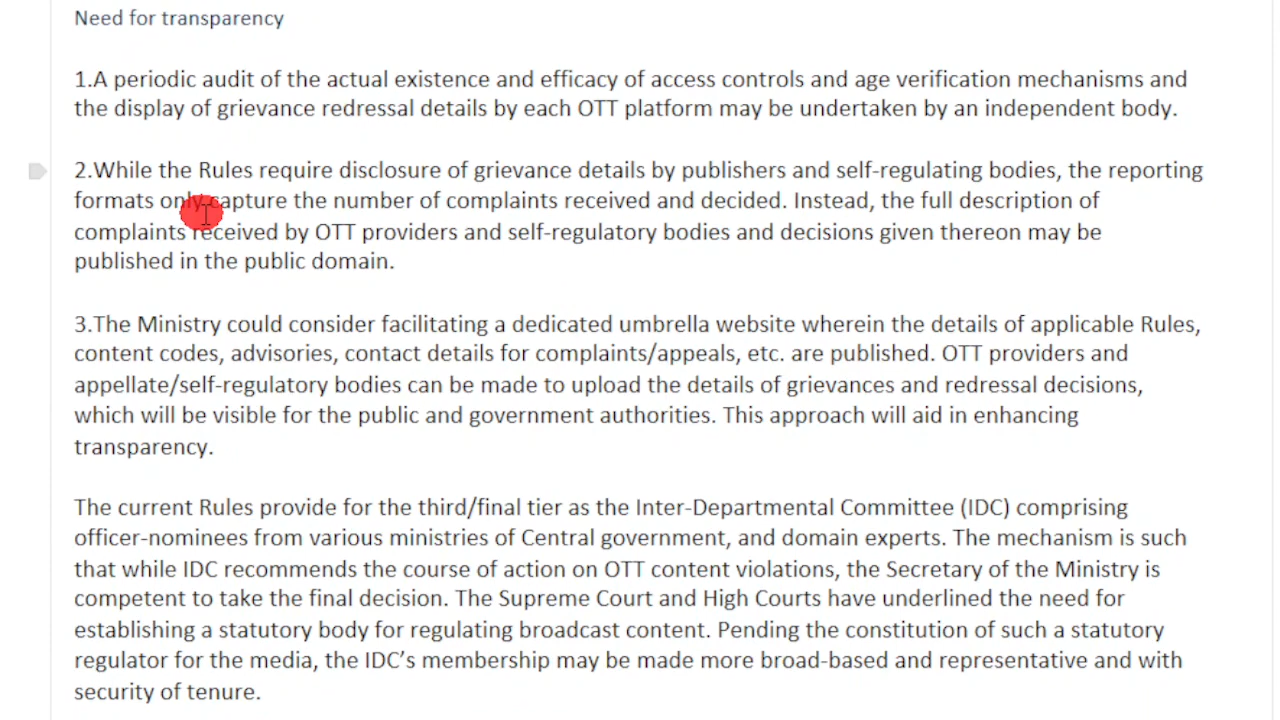 Need for transparency
1.A periodic audit of the actual existence and efficacy of access controls and age verification mechanisms and
the display of grievance redressal details by each OTT platform may be undertaken by an independent body.
2.While the Rules require disclosure of grievance details by publishers and self-regulating bodies, the reporting
formats only capture the number of complaints received and decided. Instead, the full description of
complaints received by OTT providers and self-regulatory bodies and decisions given thereon may be
published in the public domain.
3.The Ministry could consider facilitating a dedicated umbrella website wherein the details of applicable Rules,
content codes, advisories, contact details for complaints/appeals, etc. are published. OTT providers and
appellate/self-regulatory bodies can be made to upload the details of grievances and redressal decisions,
which will be visible for the public and government authorities. This approach will aid in enhancing
transparency.
The current Rules provide for the third/final tier as the Inter-Departmental Committee (IDC) comprising
officer-nominees from various ministries of Central government, and domain experts. The mechanism is such
that while IDC recommends the course of action on OTT content violations, the Secretary of the Ministry is
competent to take the final decision. The Supreme Court and High Courts have underlined the need for
establishing a statutory body for regulating broadcast content. Pending the constitution of such a statutory
regulator for the media, the IDC’s membership may be made more broad-based and representative and with
security of tenure.